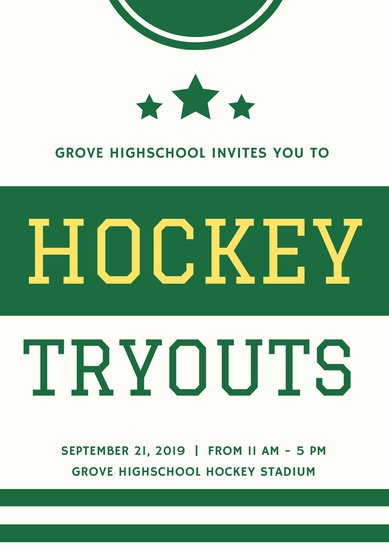 GROVE HIGHSCHOOL INVITES YOU TO
HOCKEY
TRYOUTS
SEPTEMBER 21, 2019 | FROM 11 AM - 5 PM
GROVE HIGHSCHOOL HOCKEY STADIUM